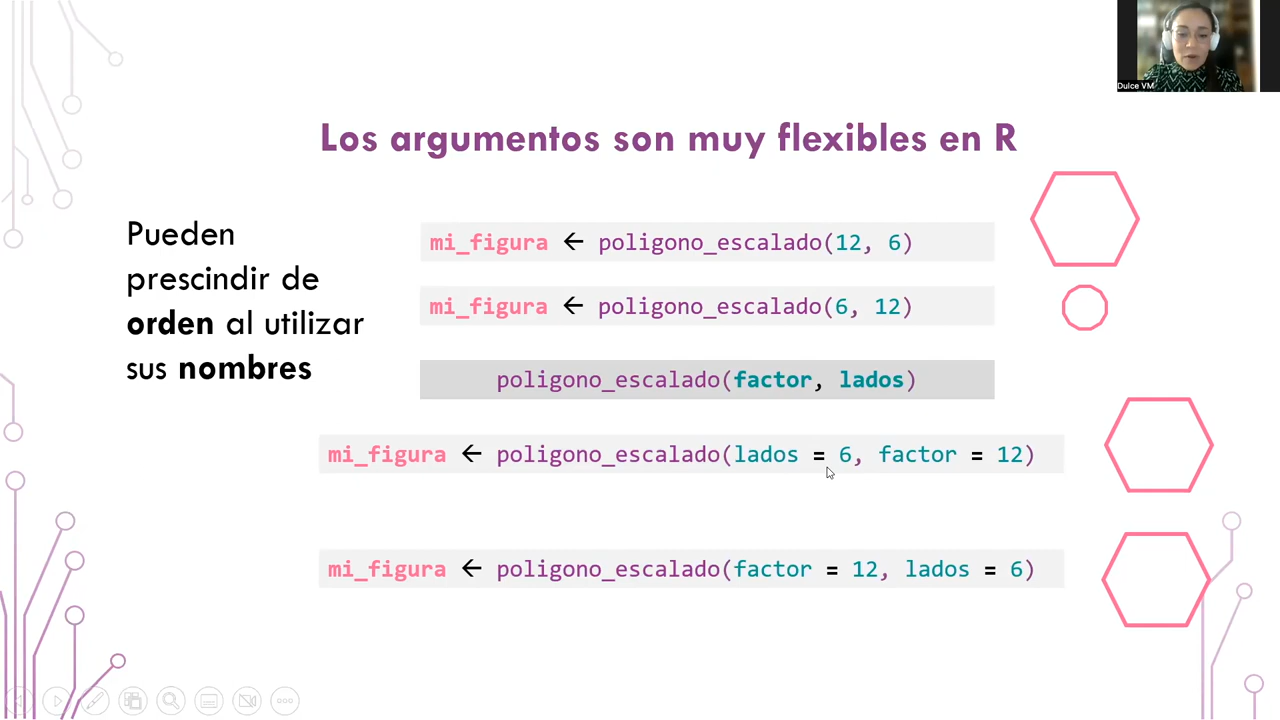 Dulce VM
Los argumentos son muy flexibles en R
Pueden
prescindir de
orden al utilizar
sus nombres
mi_figura ← poligono_escalado(12, 6)
mi_figura ← poligono_escalado(6, 12)
poligono_escalado(factor, lados)
mi_figura ← poligono_escalado(lados = 6, factor = 12)
mi_figura ← poligono_escalado(factor = 12, lados = 6)